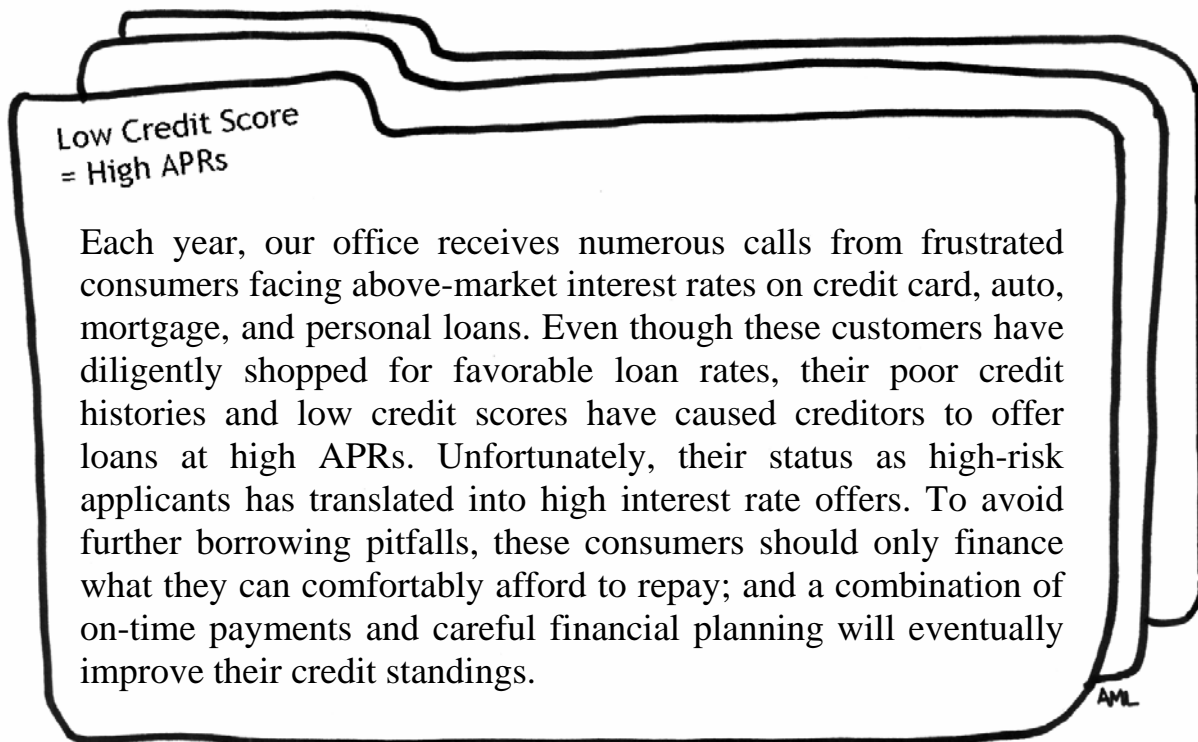 Low Credit Score
= High APRs
Each year, our office receives numerous calls from frustrated
consumers facing above-market interest rates on credit card, auto,
mortgage, and personal loans. Even though these customers have
diligently shopped for favorable loan rates, their poor credit
histories and low credit scores have caused creditors to offer
loans at high APRs. Unfortunately, their status as high-risk
applicants has translated into high interest rate offers. To avoid
further borrowing pitfalls, these consumers should only finance
what they can comfortably afford to repay; and a combination of
on-time payments and careful financial planning will eventually
improve their credit standings.
AML